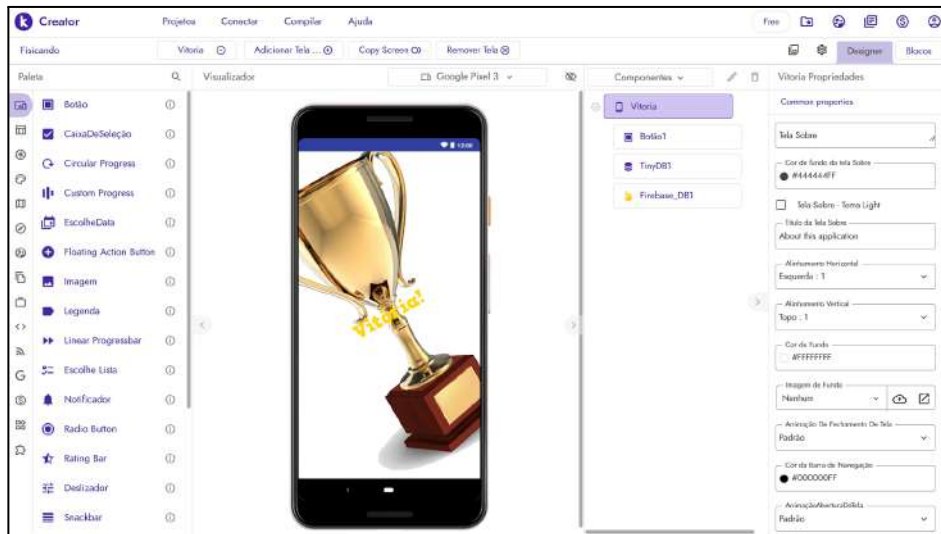 Creator
Projetos
Conectar
Compilar
Ajuda
Free
Fisicando
Vitoria
Adicionar Tela ...
Copy Screen
Remover Tela
Designer
Blocos
Paleta
Visualizador
Google Pixel 3
Componentes
Vitoria Propriedades
Botão
CaixaDeSeleção
Circular Progress
Custom Progress
EscolheData
Floating Action Button
Imagem
Legenda
Linear Progressbar
Escolhe Lista
Notificador
Radio Button
Rating Bar
Deslizador
Snackbar
Vitória!
Vitoria
Botão1
TinyDB1
Firebase_DB1
Common properties
Tela Sobre
Cor de fundo da tela Sobre
#444444FF
Tela Sobre - Tema Light
Título da Tela Sobre
About this application
Alinhamento Horizontal
Esquerda : 1
Alinhamento Vertical
Topo : 1
Cor de Fundo
#FFFFFFFF
Imagem de Fundo
Nenhum
Animação De Fechamento De Tela
Padrão
Cor da Barra de Navegação
#000000FF
AnimaçãoAberturaDeTela
Padrão